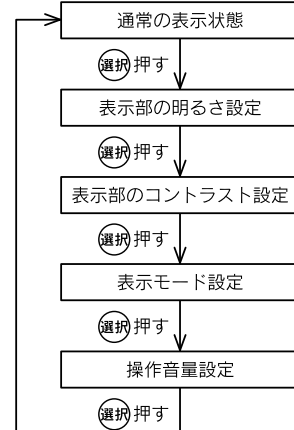 通常の表示状態
選択 押す
表示部の明るさ設定
選択 押す
表示部のコントラスト設定
選択 押す
表示モード設定
選択 押す
操作音量設定
選択 押す